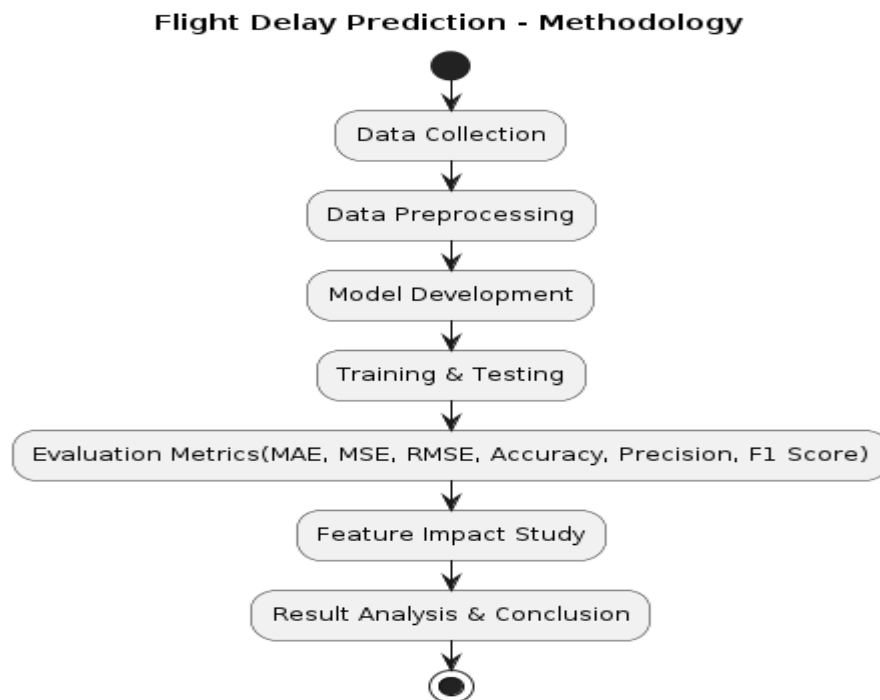 Flight Delay Prediction - Methodology
Data Collection
Data Preprocessing
Model Development
Training & Testing
Evaluation Metrics(MAE, MSE, RMSE, Accuracy, Precision, F1 Score)
Feature Impact Study
Result Analysis & Conclusion